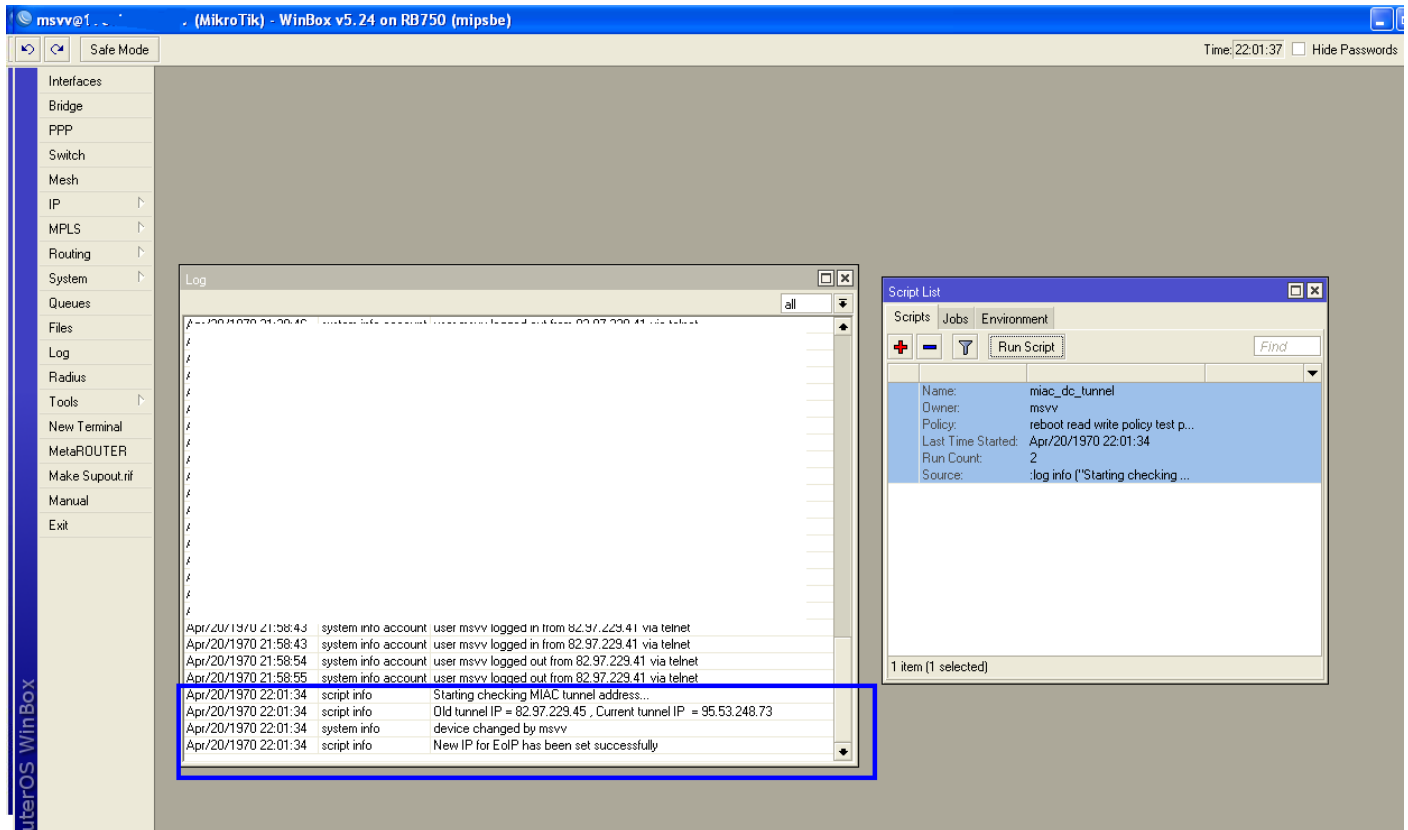 msvv@1 (MikroTik) - WinBox v5.24 on RB750 (mipsbe)
Safe Mode
Time: 22:01:37 Hide Passwords
Interfaces
Bridge
PPP
Switch
Mesh
IP
MPLS
Routing
System
Queues
Files
Log
Radius
Tools
New Terminal
MetaROUTER
Make Supout.rif
Manual
Exit
uterOS WinBox
Log
all
Apr/20/1970 21:58:43 system info account user msvv logged in from 82.97.229.41 via telnet
Apr/20/1970 21:58:43 system info account user msvv logged in from 82.97.229.41 via telnet
Apr/20/1970 21:58:54 system info account user msvv logged out from 82.97.229.41 via telnet
Apr/20/1970 21:58:55 system info account user msvv logged out from 82.97.229.41 via telnet
Apr/20/1970 22:01:34 script info Starting checking MIAC tunnel address...
Apr/20/1970 22:01:34 script info Old tunnel IP = 82.97.229.45 , Current tunnel IP = 95.53.248.73
Apr/20/1970 22:01:34 system info device changed by msvv
Apr/20/1970 22:01:34 script info New IP for EoIP has been set successfully
Script List
Scripts Jobs Environment
Run Script Find
Name: miac_dc_tunnel
Owner: msvv
Policy: reboot read write policy test p...
Last Time Started: Apr/20/1970 22:01:34
Run Count: 2
Source: :log info ("Starting checking ...
1 item (1 selected)